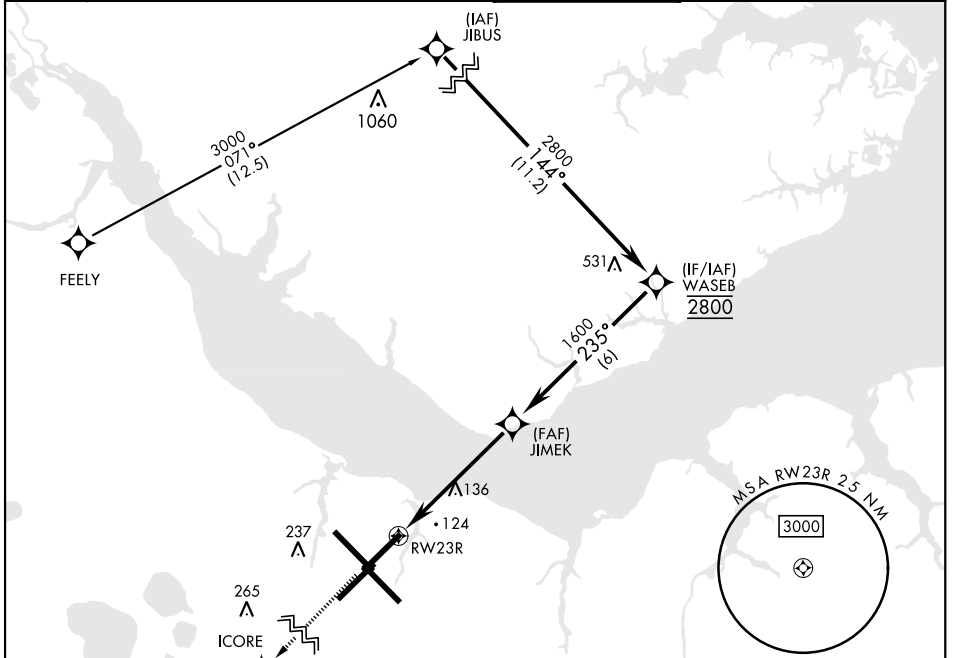 (IAF)
JIBUS
1060
3000
071°
(12.5)
2800
144°
(11.2)
FEELY
531
(IF/IAF)
WASEB
2800
1600
235°
(6)
(FAF)
JIMEK
136
124
237
RW23R
265
ICORE
MSA RW23R 25 NM
3000